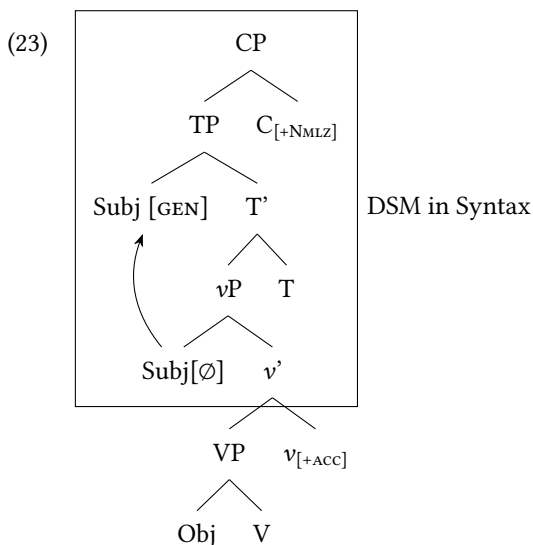 (23)
CP
TP C[+NMLZ]
Subj [GEN] T’ DSM in Syntax
vP T
Subj[∅] v’
VP v[+ACC]
Obj V